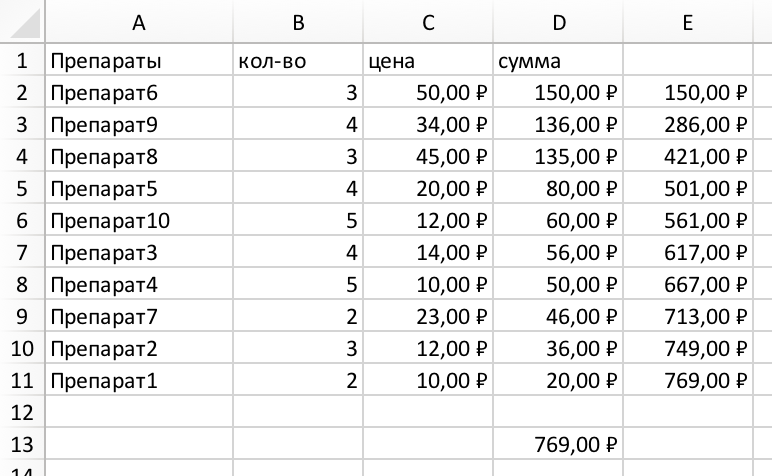 A B C D E
1 Препараты кол-во цена сумма
2 Препарат6 3 50,00 ₽ 150,00 ₽ 150,00 ₽
3 Препарат9 4 34,00 ₽ 136,00 ₽ 286,00 ₽
4 Препарат8 3 45,00 ₽ 135,00 ₽ 421,00 ₽
5 Препарат5 4 20,00 ₽ 80,00 ₽ 501,00 ₽
6 Препарат10 5 12,00 ₽ 60,00 ₽ 561,00 ₽
7 Препарат3 4 14,00 ₽ 56,00 ₽ 617,00 ₽
8 Препарат4 5 10,00 ₽ 50,00 ₽ 667,00 ₽
9 Препарат7 2 23,00 ₽ 46,00 ₽ 713,00 ₽
10 Препарат2 3 12,00 ₽ 36,00 ₽ 749,00 ₽
11 Препарат1 2 10,00 ₽ 20,00 ₽ 769,00 ₽
12
13 769,00 ₽
14